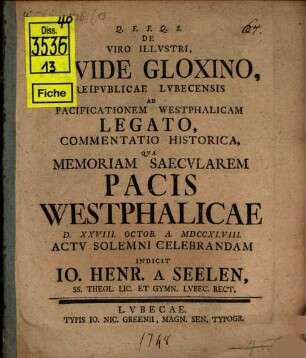 40
Diss.
3536
13
Fiche
Q. F. F. Q. S.
DE
VIRO ILLVSTRI,
VIDE GLOXINO,
REIPVBLICAE LVBECENSIS
AD
PACIFICATIONEM WESTPHALICAM
LEGATO,
COMMENTATIO HISTORICA,
QVA
MEMORIAM SAECVLAREM
PACIS
WESTPHALICAE
D. XXVIII. OCTOB. A. MDCCXLVIII.
ACTV SOLEMNI CELEBRANDAM
INDICIT
IO. HENR. A SEELEN,
SS. THEOL. LIC. ET GYMN. LVBEC. RECT.
LVBECAE,
TYPIS IO. NIC. GREENII, MAGN. SEN. TYPOGR.
1748